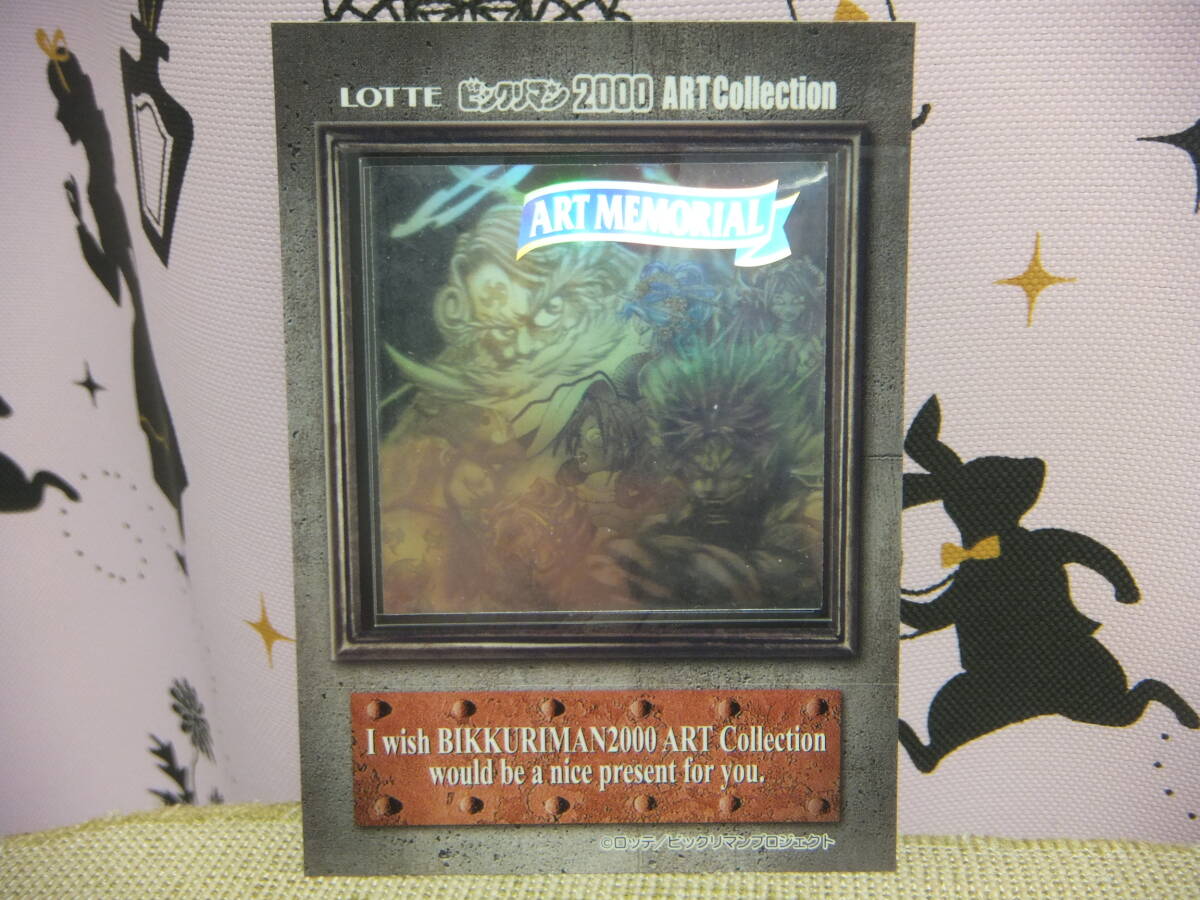 LOTTE ビックリマン2000 ART Collection
ART MEMORIAL
I wish BIKKURIMAN2000 ART Collection
would be a nice present for you.
©ロッテ/ビックリマンプロジェクト